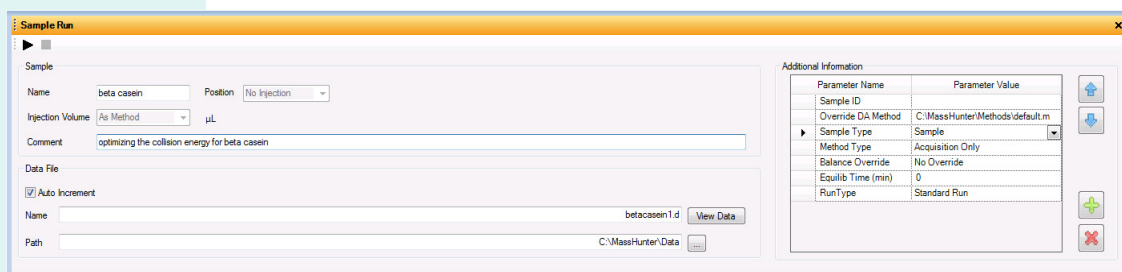 Sample Run
Sample
Name beta casein Position No Injection
Injection Volume As Method µL
Comment optimizing the collision energy for beta casein
Data File
Auto Increment
Name betacasein1.d View Data
Path C:\MassHunter\Data ...
Additional Information
Parameter Name Parameter Value
Sample ID
Override DA Method C:\MassHunter\Methods\default.m
Sample Type Sample
Method Type Acquisition Only
Balance Override No Override
Equilib Time (min) 0
RunType Standard Run